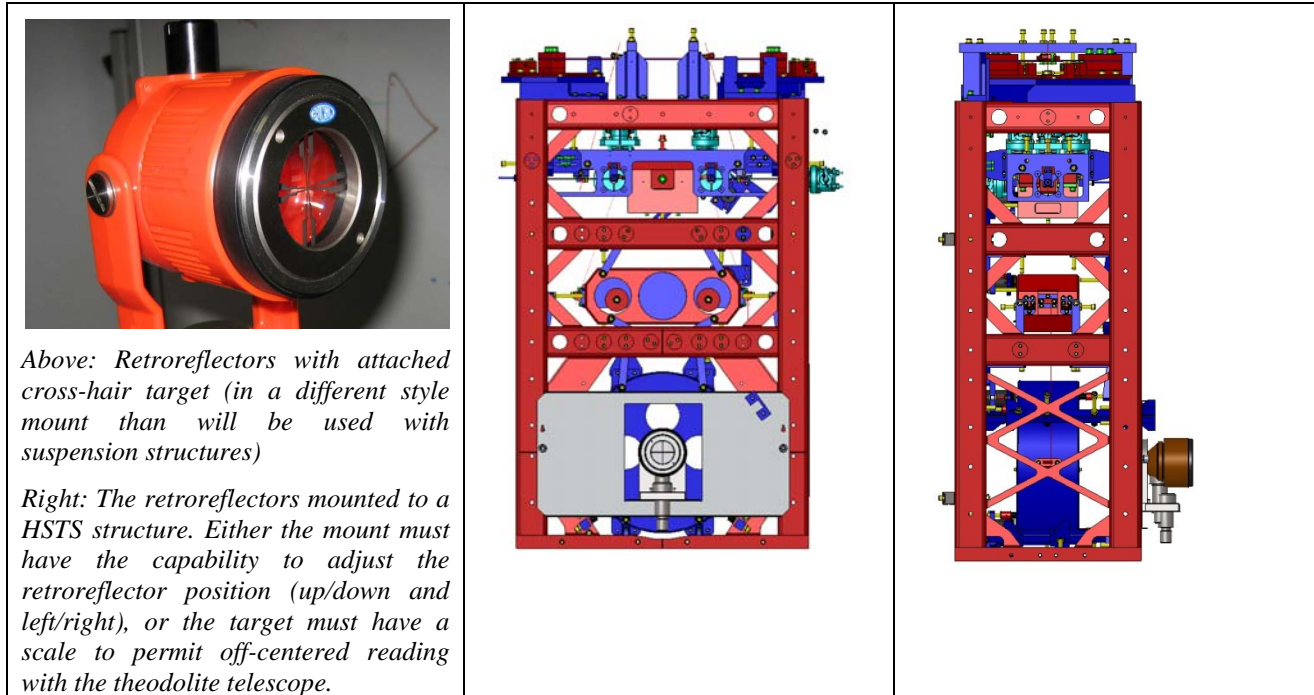 Above: Retroreflectors with attached
cross-hair target (in a different style
mount than will be used with
suspension structures)
Right: The retroreflectors mounted to a
HSTS structure. Either the mount must
have the capability to adjust the
retroreflector position (up/down and
left/right), or the target must have a
scale to permit off-centered reading
with the theodolite telescope.